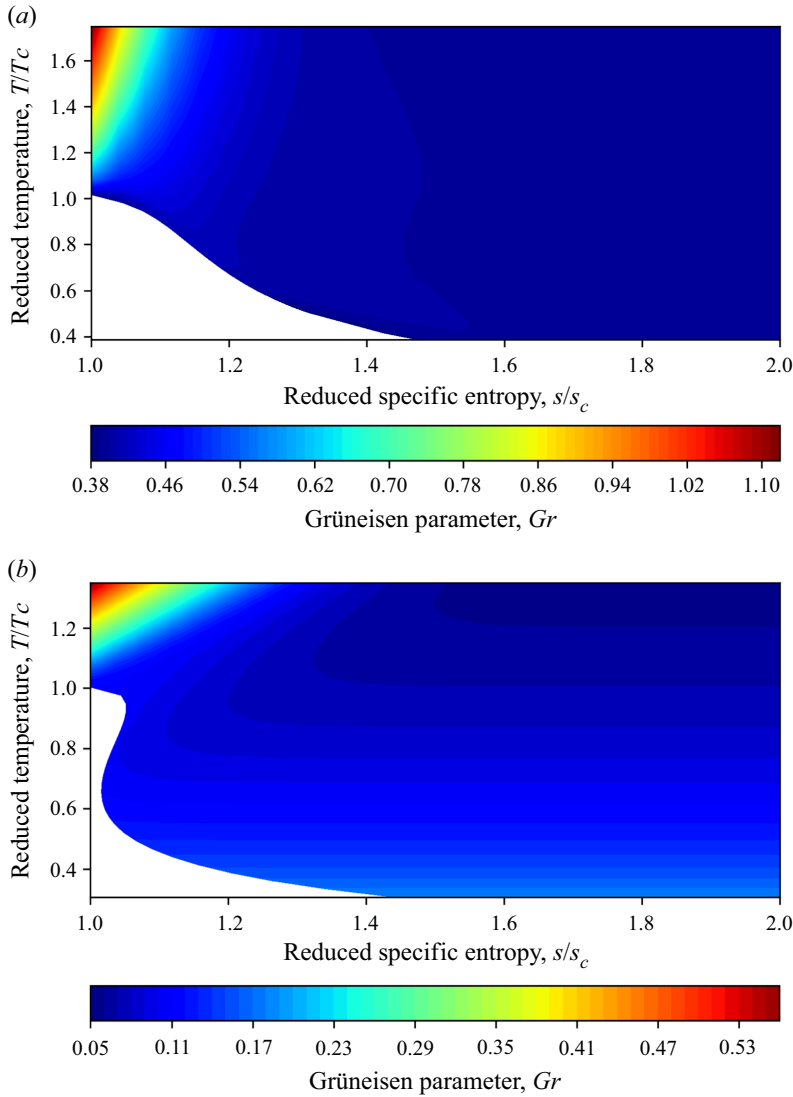 (a)
Reduced temperature, T/Tc
1.6
1.4
1.2
1.0
0.8
0.6
0.4
1.0 1.2 1.4 1.6 1.8 2.0
Reduced specific entropy, s/s_c
0.38 0.46 0.54 0.62 0.70 0.78 0.86 0.94 1.02 1.10
Grüneisen parameter, Gr
(b)
Reduced temperature, T/Tc
1.2
1.0
0.8
0.6
0.4
1.0 1.2 1.4 1.6 1.8 2.0
Reduced specific entropy, s/s_c
0.05 0.11 0.17 0.23 0.29 0.35 0.41 0.47 0.53
Grüneisen parameter, Gr